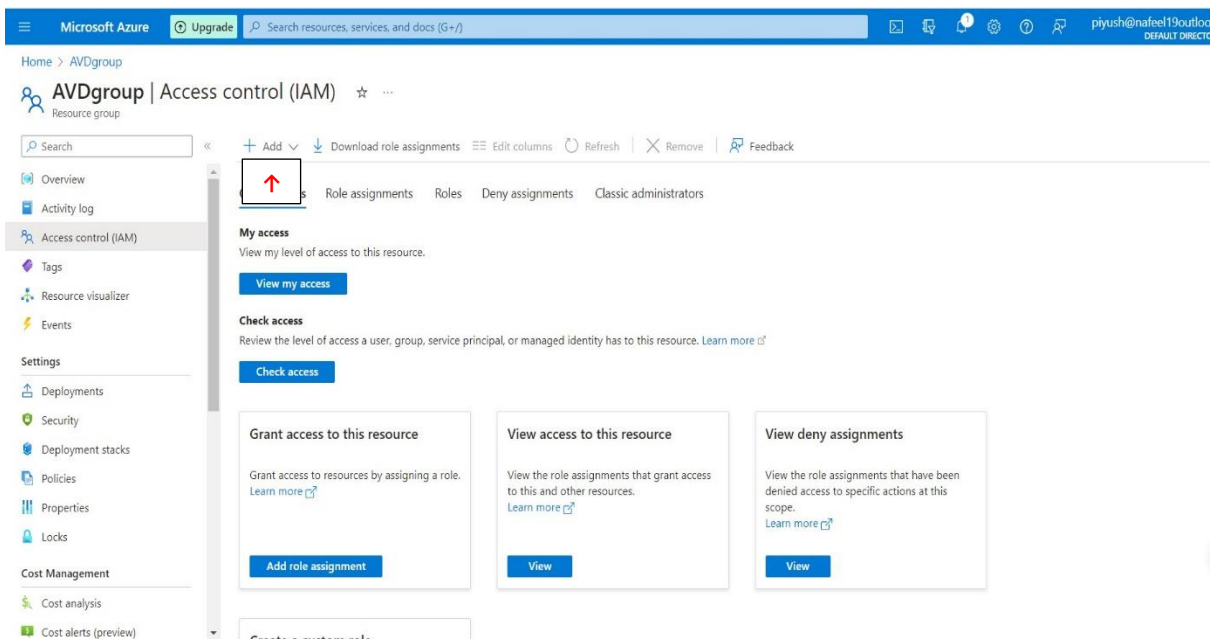 Microsoft Azure
Upgrade
Search resources, services, and docs (G+/)
1
piyush@nafeel19outloo
DEFAULT DIRECTO
Home > AVDgroup
AVDgroup | Access control (IAM)
Resource group
Search
Add
Download role assignments
Edit columns
Refresh
Remove
Feedback
Overview
Activity log
Access control (IAM)
Tags
Resource visualizer
Events
Settings
Deployments
Security
Deployment stacks
Policies
Properties
Locks
Cost Management
Cost analysis
Cost alerts (preview)
Role assignments
Roles
Deny assignments
Classic administrators
My access
View my level of access to this resource.
View my access
Check access
Review the level of access a user, group, service principal, or managed identity has to this resource. Learn more
Check access
Grant access to this resource
Grant access to resources by assigning a role.
Learn more
Add role assignment
View access to this resource
View the role assignments that grant access
to this and other resources.
Learn more
View
View deny assignments
View the role assignments that have been
denied access to specific actions at this
scope.
Learn more
View